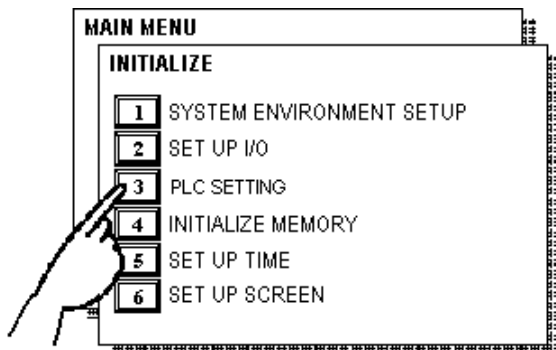 MAIN MENU
INITIALIZE
1 SYSTEM ENVIRONMENT SETUP
2 SET UP I/O
3 PLC SETTING
4 INITIALIZE MEMORY
5 SET UP TIME
6 SET UP SCREEN